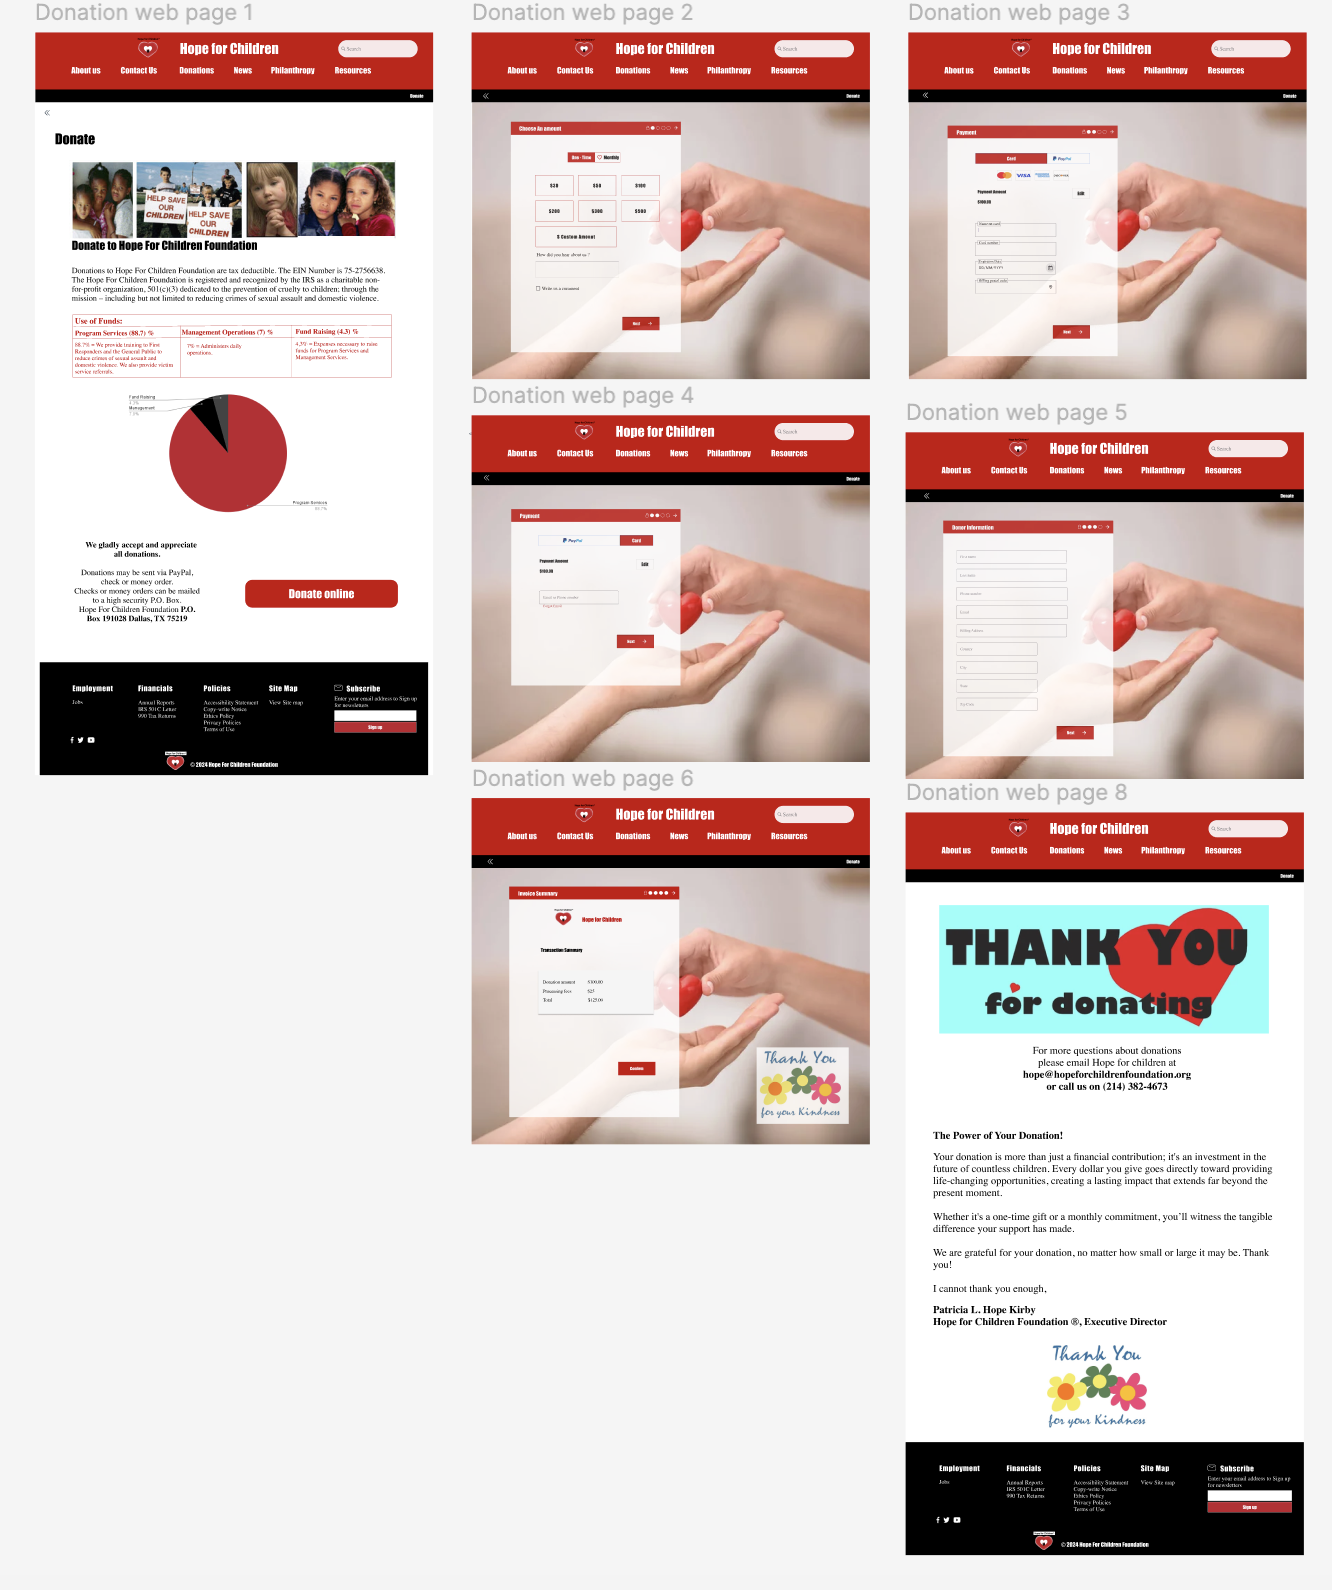 Donation web page 1
Hope for Children
Search
About us
Contact Us
Donations
News
Philanthropy
Resources
Donate
Donate
HELP SAVE
OUR
CHILDREN
HELP SAVE
OUR
CHILDREN
Donate to Hope For Children Foundation
Donations to Hope For Children Foundation are tax deductible. The EIN Number is 75-2756638.
The Hope For Children Foundation is registered and recognized by the IRS as a charitable non-
for-profit organization, 501(c)(3) dedicated to the prevention of cruelty to children; through the
mission – including but not limited to reducing crimes of sexual assault and domestic violence.
Use of Funds:
Program Services (88.7) %
Management Operations (7) %
Fund Raising (4.3) %
88.7% = We provide training to First
Responders and the General Public to
reduce crimes of sexual assault and
domestic violence. We also provide victims
service referrals.
7% = Administers daily
operations.
4.3% = Expenses necessary to raise
funds for Program Services and
Management Services.
Fund Raising
4.3%
Management
7.0%
Program Services
88.7%
We gladly accept and appreciate
all donations.
Donations may be sent via PayPal,
check or money order.
Checks or money orders can be mailed
to a high security P.O. Box.
Hope For Children Foundation P.O.
Box 191028 Dallas, TX 75219
Donate online
Employment
Jobs
Financials
Annual Reports
IRS 501C Letter
990 Tax Returns
Policies
Accessibility Statement
Copy-write Notice
Ethics Policy
Privacy Policies
Terms of Use
Site Map
View Site map
Subscribe
Enter your email address to Sign up
for newsletters
Sign up
© 2024 Hope For Children Foundation
Donation web page 2
Hope for Children
Search
About us
Contact Us
Donations
News
Philanthropy
Resources
Donate
Choose An amount
One - Time
Monthly
$20
$50
$100
$200
$300
$500
$ Custom Amount
How did you hear about us ?
Write us a comment
Next
Donation web page 3
Hope for Children
Search
About us
Contact Us
Donations
News
Philanthropy
Resources
Donate
Payment
Card
PayPal
VISA
Payment Amount
$100.00
Edit
Name on card
Card number
Expiration Date
DD/MM/YYYY
Billing postal code
Next
Donation web page 4
Hope for Children
Search
About us
Contact Us
Donations
News
Philanthropy
Resources
Donate
Payment
PayPal
Card
Payment Amount
$100.00
Edit
Email or Phone number
Next
Donation web page 5
Hope for Children
Search
About us
Contact Us
Donations
News
Philanthropy
Resources
Donate
Donor Information
First name
Last name
Phone number
Email
Billing Address
Country
City
State
Next
Donation web page 6
Hope for Children
Search
About us
Contact Us
Donations
News
Philanthropy
Resources
Donate
Invoice Summary
Hope for Children
Transaction Summary
Donation amount $100.00
Processing fees $25
Total $125.00
Confirm
Thank You
for your Kindness
Donation web page 8
Hope for Children
Search
About us
Contact Us
Donations
News
Philanthropy
Resources
Donate
THANK YOU
for donating
For more questions about donations
please email Hope for children at
hope@hopeforchildrenfoundation.org
or call us on (214) 382-4673
The Power of Your Donation!
Your donation is more than just a financial contribution; it's an investment in the
future of countless children. Every dollar you give goes directly toward providing
life-changing opportunities, creating a lasting impact that extends far beyond the
present moment.
Whether it's a one-time gift or a monthly commitment, you'll witness the tangible
difference your support has made.
We are grateful for your donation, no matter how small or large it may be. Thank
you!
I cannot thank you enough,
Patricia L. Hope Kirby
Hope for Children Foundation ®, Executive Director
Thank You
for your Kindness
Employment
Jobs
Financials
Annual Reports
IRS 501C Letter
990 Tax Returns
Policies
Accessibility Statement
Copy-write Notice
Ethics Policy
Privacy Policies
Terms of Use
Site Map
View Site map
Subscribe
Enter your email address to Sign up
for newsletters
Sign up
© 2024 Hope For Children Foundation